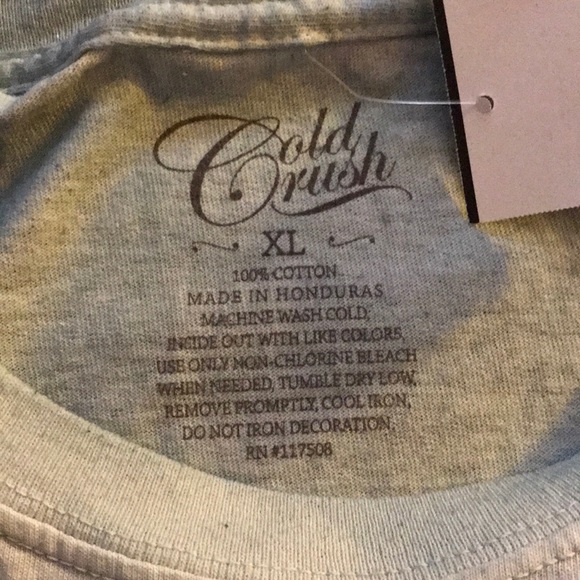 Cold
Crush
XL
100% COTTON
MADE IN HONDURAS
MACHINE WASH COLD,
INCIDE OUT WITH LIKE COLORS,
USE ONLY NON-CHLORINE BLEACH
WHEN NEEDED, TUMBLE DRY LOW,
REMOVE PROMPTLY, COOL IRON,
DO NOT IRON DECORATION,
RN #117508